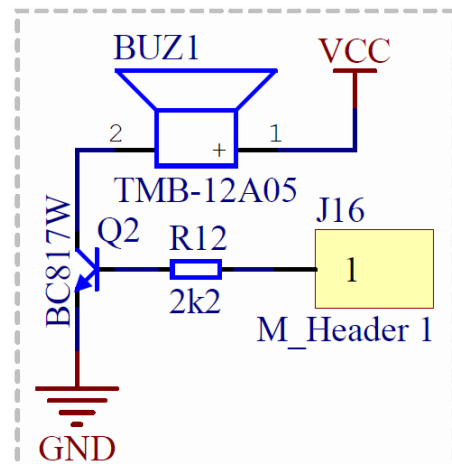 BUZ1
VCC
2
1
+
TMB-12A05
J16
BC817W
Q2
R12
1
2k2
M_Header 1
GND